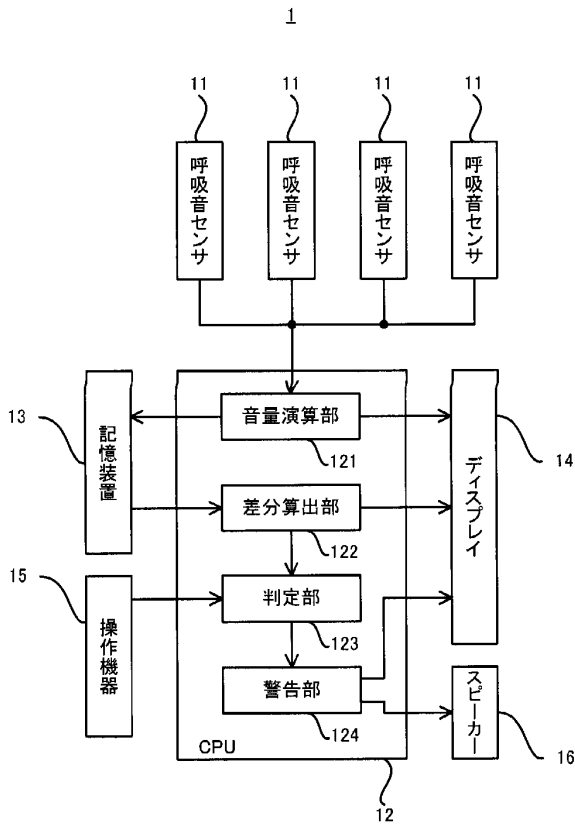 1
11
11
11
11
呼吸音センサ
呼吸音センサ
呼吸音センサ
呼吸音センサ
13
記憶装置
音量演算部
121
ディスプレイ
14
差分算出部
122
15
操作機器
判定部
123
警告部
124
スピーカー
16
CPU
12